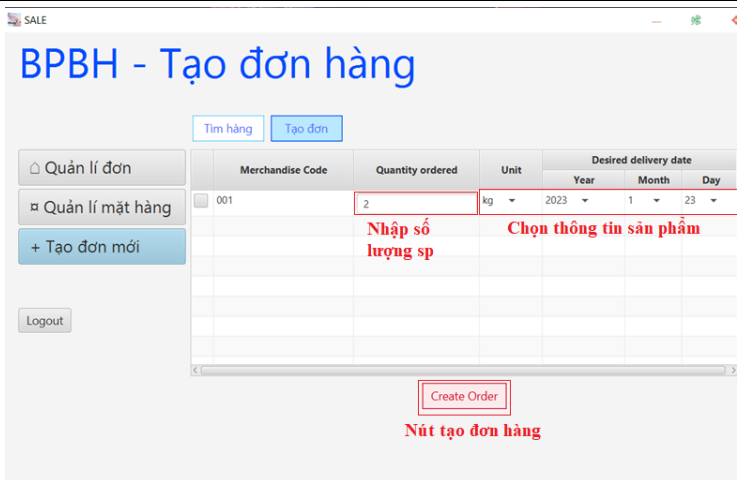 SALE
BPBH - Tạo đơn hàng
Tìm hàng
Tạo đơn
Quản lí đơn
¤ Quản lí mặt hàng
+ Tạo đơn mới
Logout
Merchandise Code
Quantity ordered
Unit
Desired delivery date
Year
Month
Day
001
2
kg
2023
1
23
Nhập số
lượng sp
Chọn thông tin sản phẩm
Create Order
Nút tạo đơn hàng